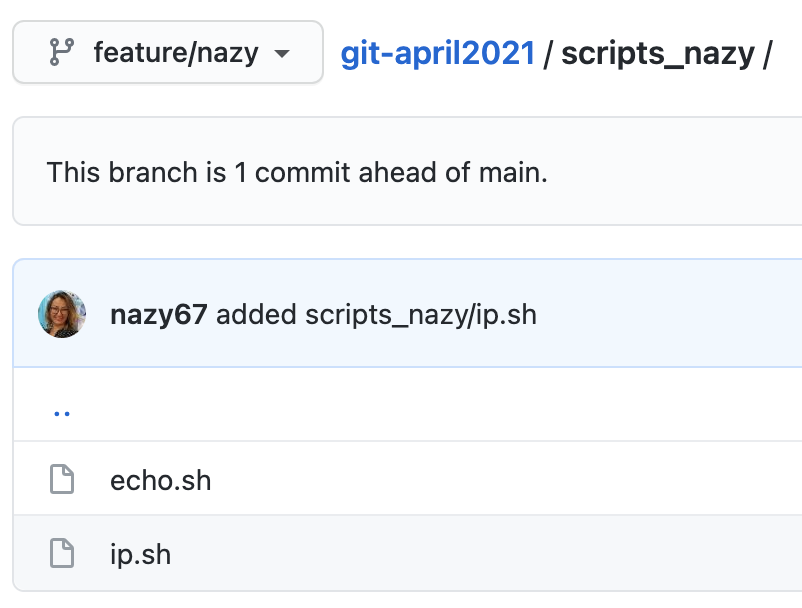 feature/nazy git-april2021 / scripts_nazy /
This branch is 1 commit ahead of main.
nazy67 added scripts_nazy/ip.sh
..
echo.sh
ip.sh